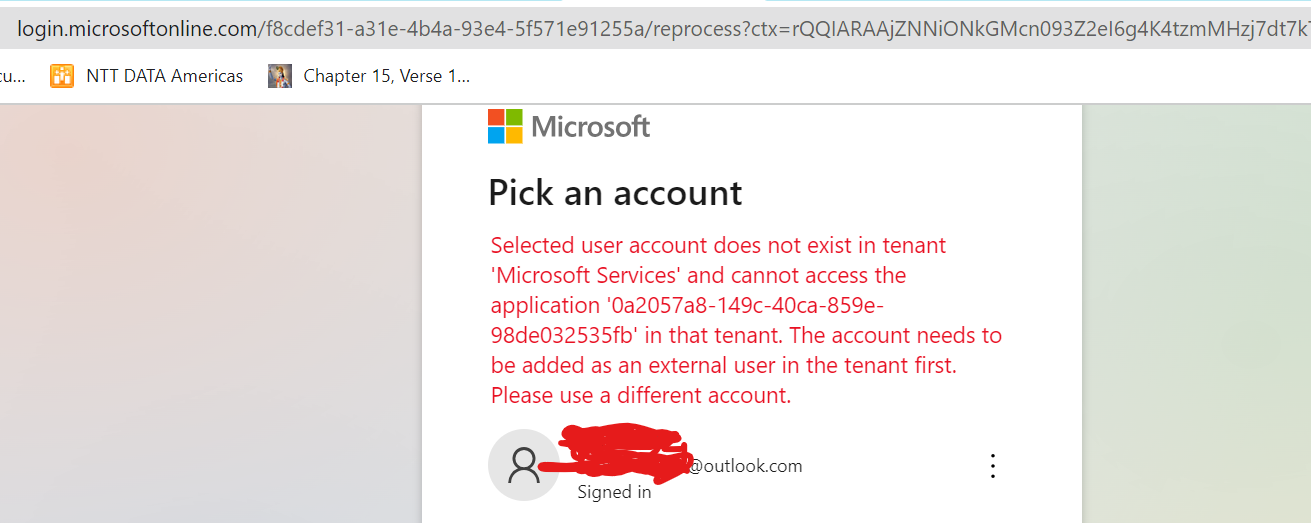 login.microsoftonline.com/f8cdef31-a31e-4b4a-93e4-5f571e91255a/reprocess?ctx=rQQIARAAjZNNiONkGMcn093Z2eI6g4K4tzmMHzj7dt7k
cu... NTT DATA Americas Chapter 15, Verse 1...
Microsoft
Pick an account
Selected user account does not exist in tenant
'Microsoft Services' and cannot access the
application '0a2057a8-149c-40ca-859e-
98de032535fb' in that tenant. The account needs to
be added as an external user in the tenant first.
Please use a different account.
@outlook.com
Signed in